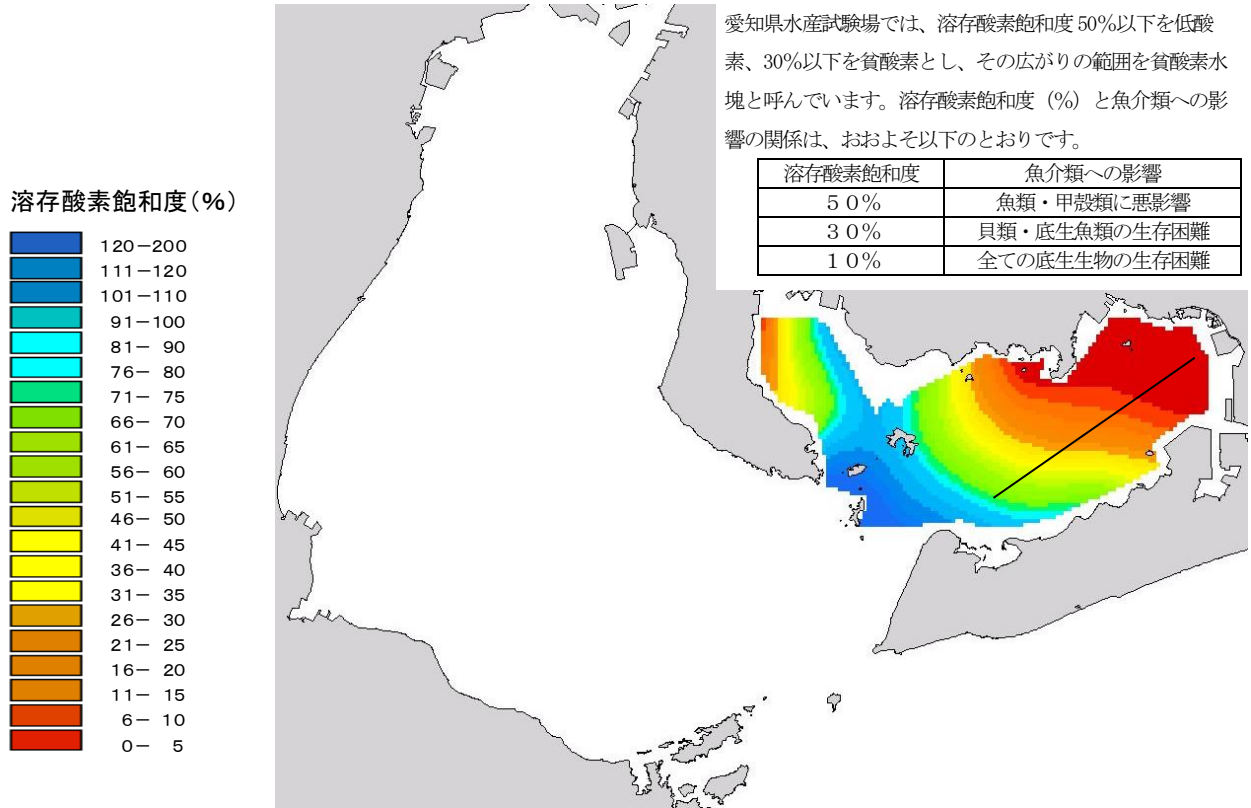 愛知県水産試験場では、溶存酸素飽和度 50%以下を低酸
素、30%以下を貧酸素とし、その広がりの範囲を貧酸素水
塊と呼んでいます。溶存酸素飽和度（%）と魚介類への影
響の関係は、おおよそ以下のとおりです。
溶存酸素飽和度 魚介類への影響
５０% 魚類・甲殻類に悪影響
３０% 貝類・底生魚類の生存困難
１０% 全ての底生生物の生存困難
溶存酸素飽和度(%)
120－200
111－120
101－110
91－100
81－ 90
76－ 80
71－ 75
66－ 70
61－ 65
56－ 60
51－ 55
46－ 50
41－ 45
36－ 40
31－ 35
26－ 30
21－ 25
16－ 20
11－ 15
6－ 10
0－ 5